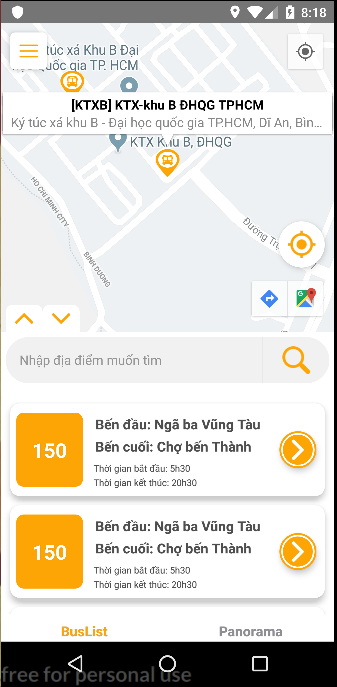 8:18
túc xá Khu B Đại
học quốc gia TP. HCM
[KTXB] KTX-khu B ĐHQG TPHCM
Ký túc xá khu B - Đại học quốc gia TP.HCM, Dĩ An, Bìn...
KTX Khu B, ĐHQG
HO CHI MINH CITY
BINH DUONG
Đường Trụ
Nhập địa điểm muốn tìm
150
Bến đầu: Ngã ba Vũng Tàu
Bến cuối: Chợ bến Thành
Thời gian bắt đầu: 5h30
Thời gian kết thúc: 20h30
150
Bến đầu: Ngã ba Vũng Tàu
Bến cuối: Chợ bến Thành
Thời gian bắt đầu: 5h30
Thời gian kết thúc: 20h30
BusList
Panorama
free for personal use